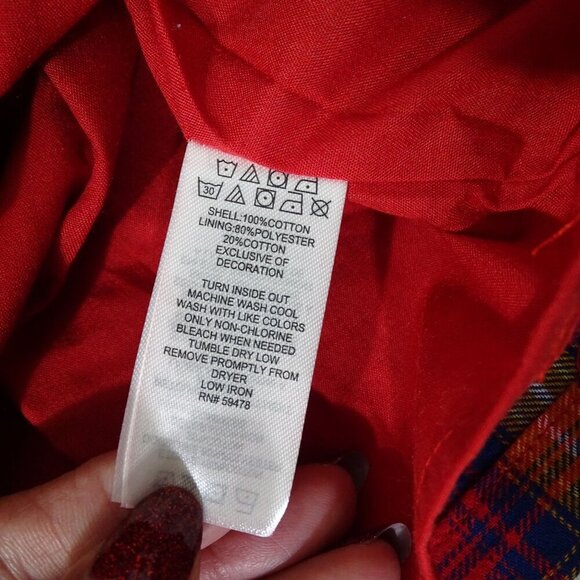 30
SHELL:100%COTTON
LINING:80%POLYESTER
20%COTTON
EXCLUSIVE OF
DECORATION
TURN INSIDE OUT
MACHINE WASH COOL
WASH WITH LIKE COLORS
ONLY NON-CHLORINE
BLEACH WHEN NEEDED
TUMBLE DRY LOW
REMOVE PROMPTLY FROM
DRYER
LOW IRON
RN# 59478